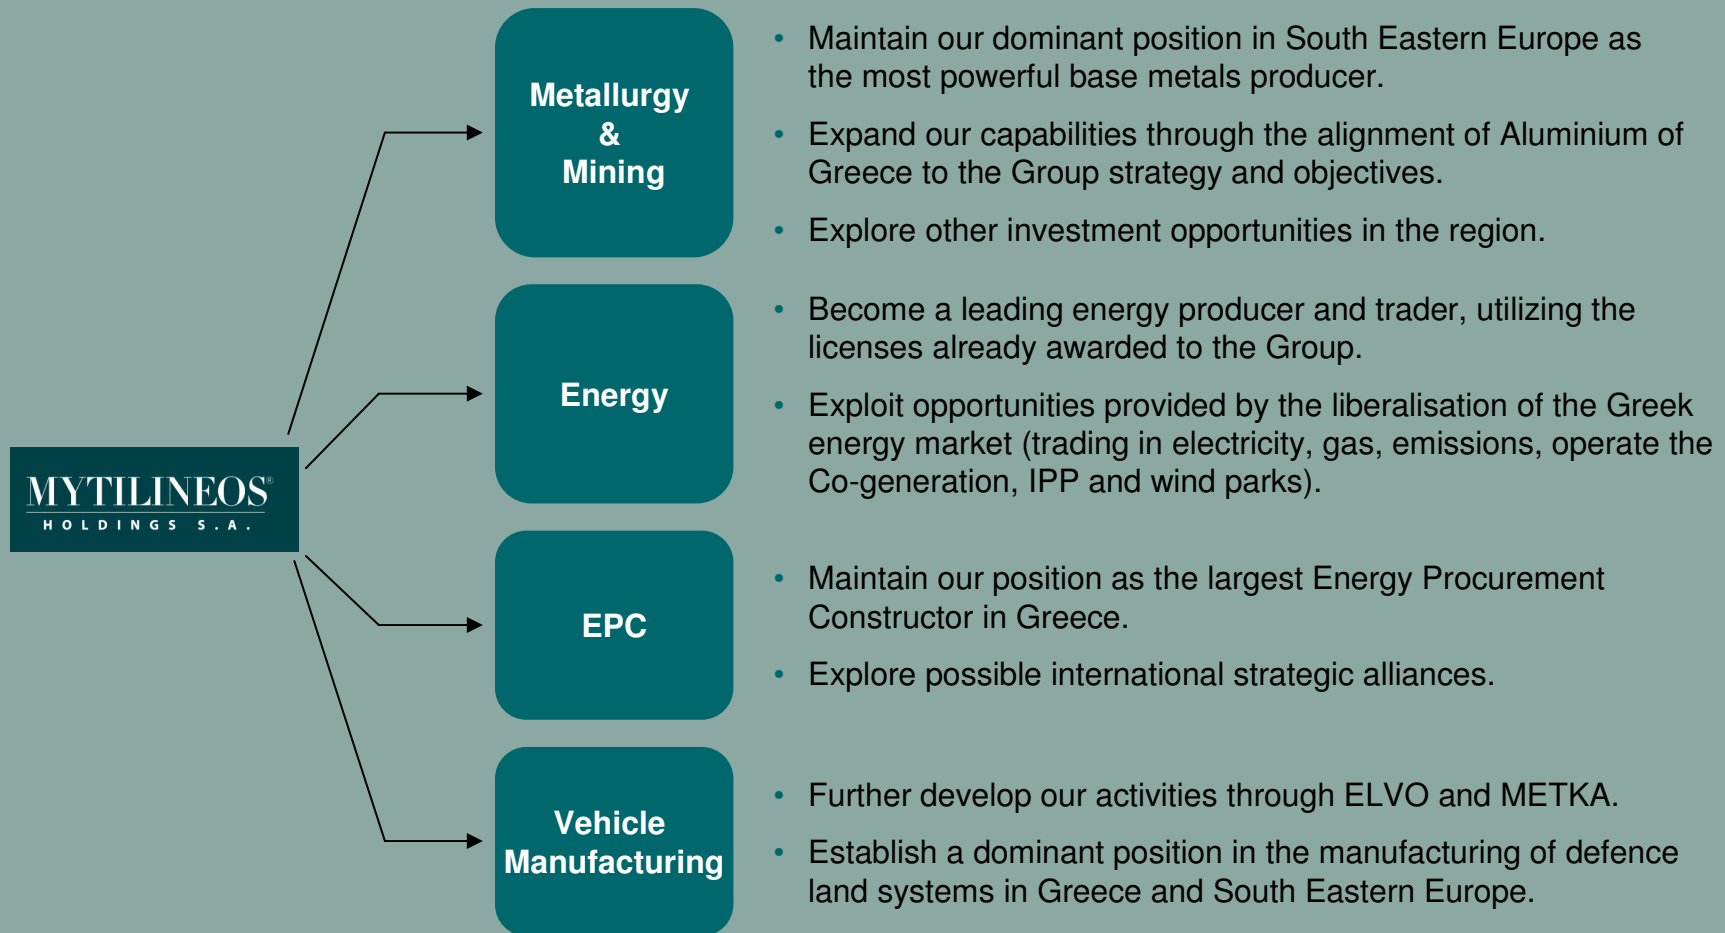 Metallurgy
&
Mining
• Maintain our dominant position in South Eastern Europe as
the most powerful base metals producer.
• Expand our capabilities through the alignment of Aluminium of
Greece to the Group strategy and objectives.
• Explore other investment opportunities in the region.
Energy
• Become a leading energy producer and trader, utilizing the
licenses already awarded to the Group.
• Exploit opportunities provided by the liberalisation of the Greek
energy market (trading in electricity, gas, emissions, operate the
Co-generation, IPP and wind parks).
MYTILINEOS®
HOLDINGS S.A.
EPC
• Maintain our position as the largest Energy Procurement
Constructor in Greece.
• Explore possible international strategic alliances.
Vehicle
Manufacturing
• Further develop our activities through ELVO and METKA.
• Establish a dominant position in the manufacturing of defence
land systems in Greece and South Eastern Europe.